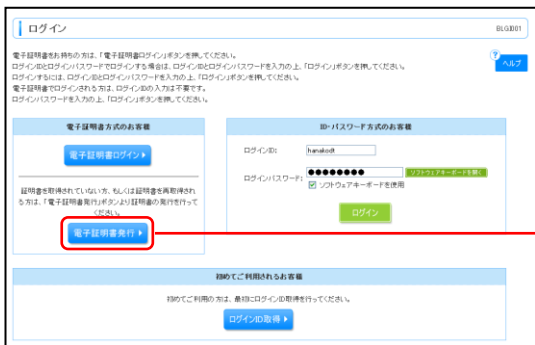 ログイン
BLGI001
電子証明書をお持ちの方は、「電子証明書ログイン」ボタンを押してください。
ログインIDとログインパスワードでログインする場合は、ログインIDとログインパスワードを入力の上、「ログイン」ボタンを押してください。
ログインするには、ログインIDとログインパスワードを入力の上、「ログイン」ボタンを押してください。
電子証明書でログインされる方は、ログインIDの入力は不要です。
ログインパスワードを入力の上、「ログイン」ボタンを押してください。
? ヘルプ
電子証明書方式のお客様
電子証明書ログイン
証明書を取得されていない方、もしくは証明書を再取得され
る方は、「電子証明書発行」ボタンより証明書の発行を行って
ください。
電子証明書発行
ID・パスワード方式のお客様
ログインID: hanakodt
ログインパスワード: ●●●●●●●● ソフトウェアキーボードを開く
ソフトウェアキーボードを使用
ログイン
初めてご利用されるお客様
初めてご利用の方は、最初にログインID取得を行ってください。
ログインID取得